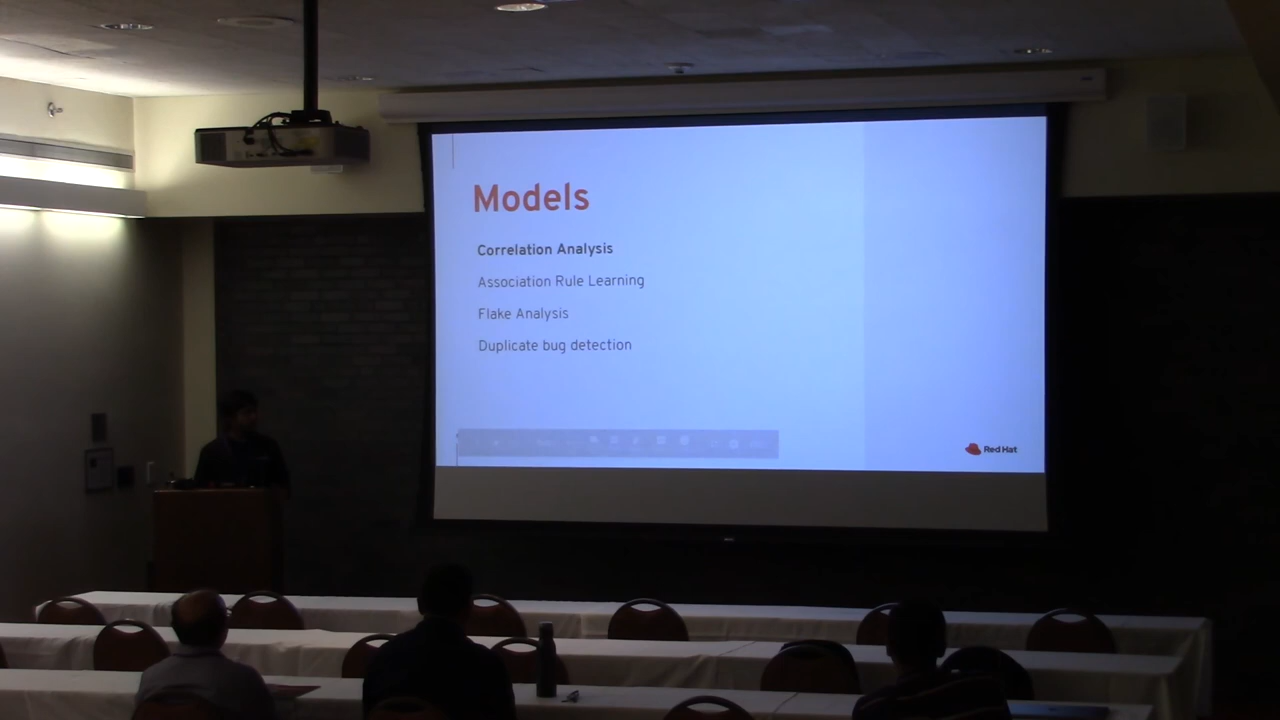 Models
Correlation Analysis
Association Rule Learning
Flake Analysis
Duplicate bug detection
Red Hat